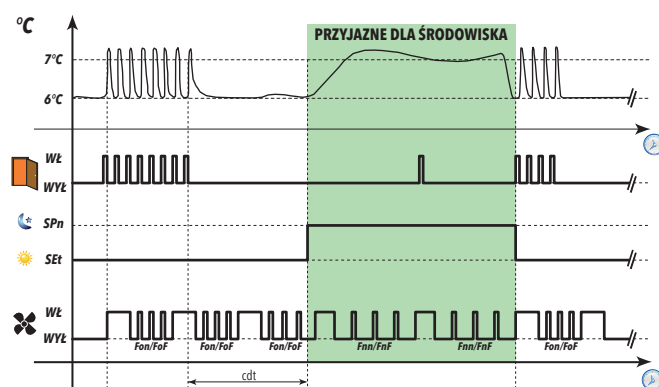 °C
PRZYJAZNE DLA ŚRODOWISKA
7°C
6°C
WŁ
WYŁ
SPn
SEt
WŁ
WYŁ
Fon/FoF Fon/FoF Fon/FoF Fnn/FnF Fnn/FnF Fon/FoF
cdt